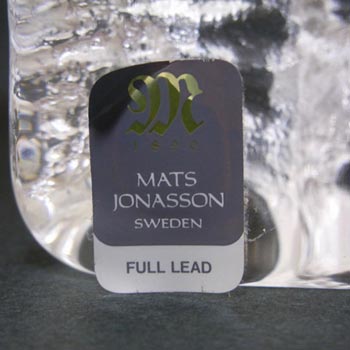 M
MATS
JONASSON
SWEDEN
FULL LEAD